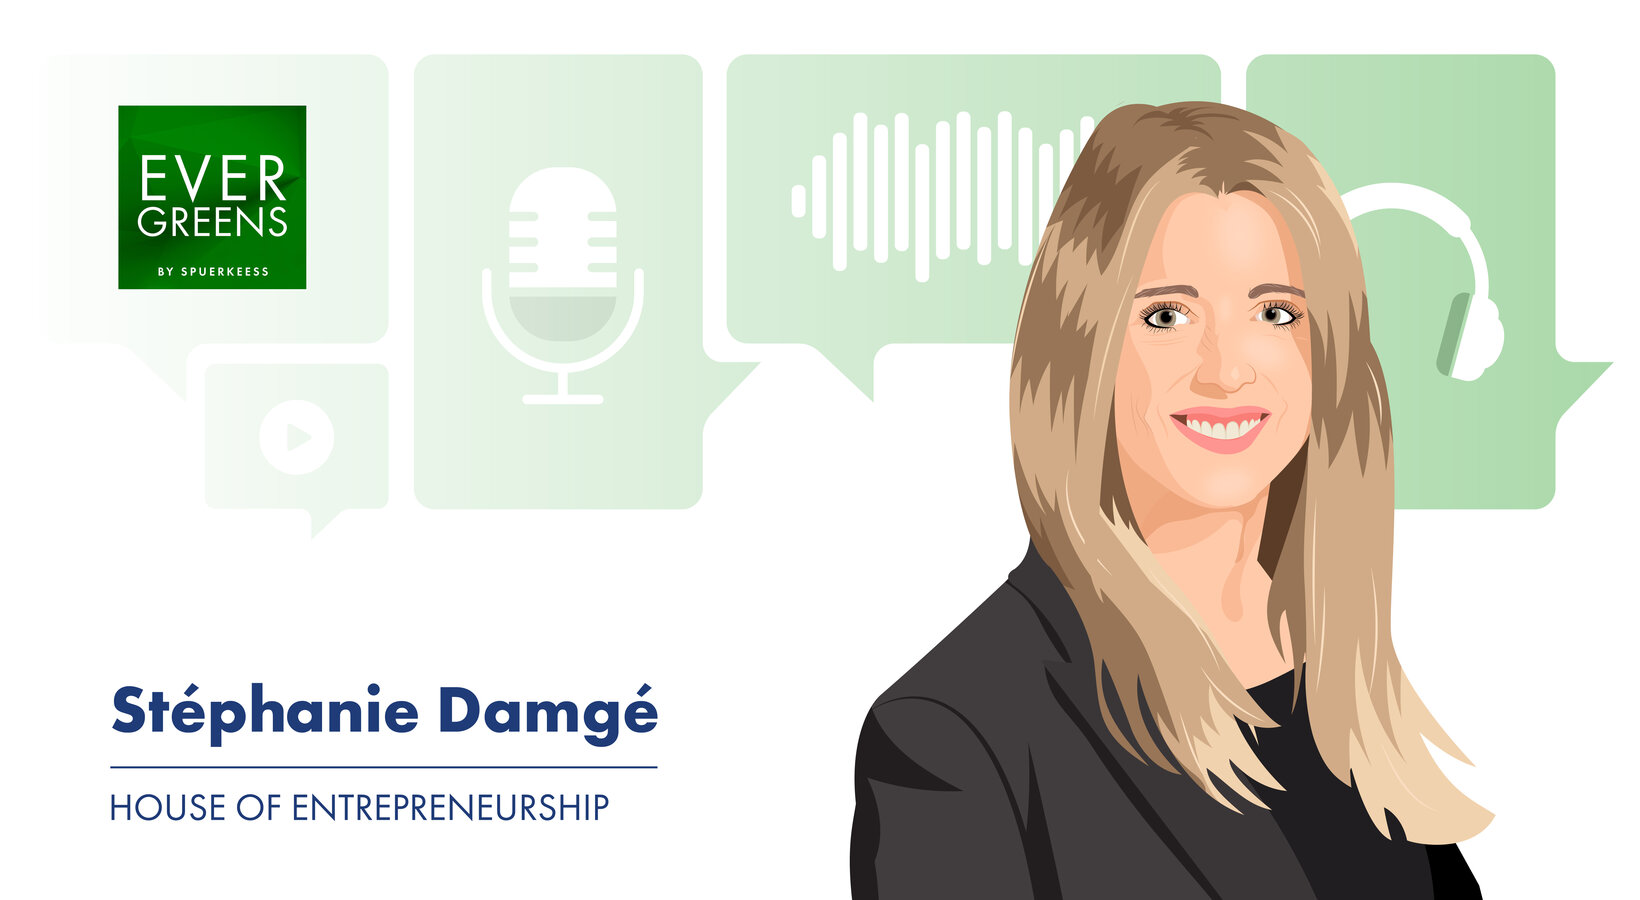 EVER
GREENS
BY SPUERKEESS
Stéphanie Damgé
HOUSE OF ENTREPRENEURSHIP